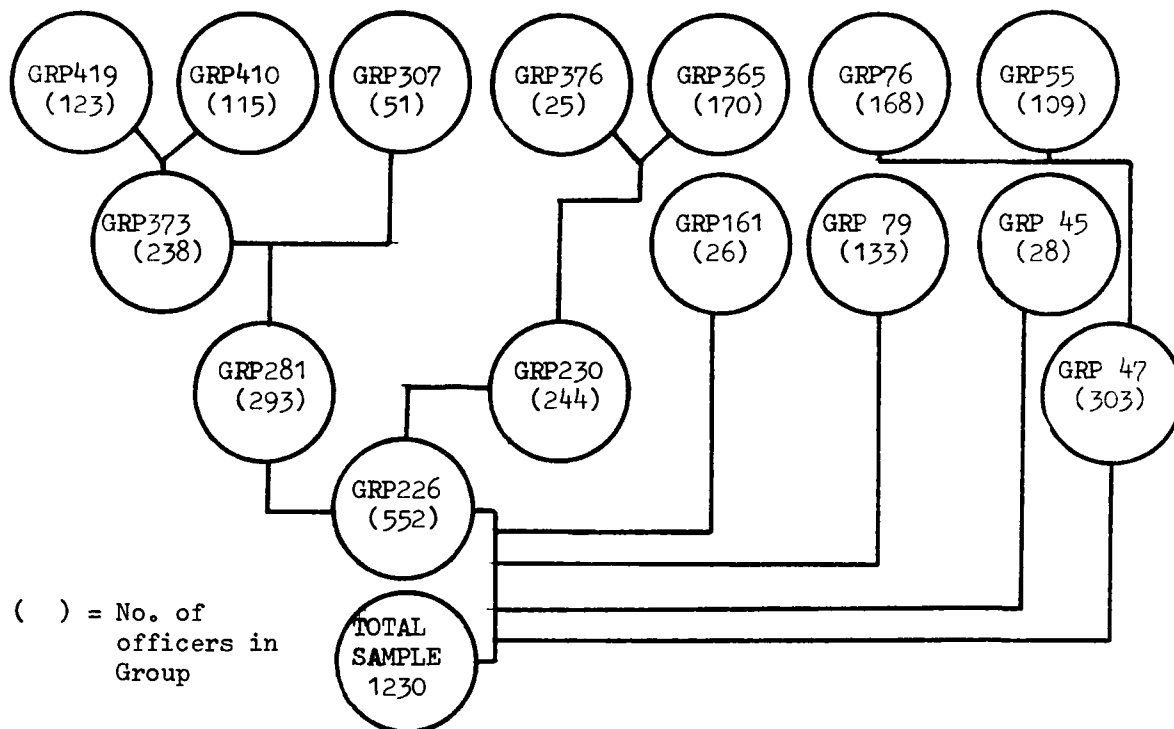 GRP419
(123)
GRP410
(115)
GRP307
(51)
GRP376
(25)
GRP365
(170)
GRP76
(168)
GRP55
(109)
GRP373
(238)
GRP161
(26)
GRP 79
(133)
GRP 45
(28)
GRP281
(293)
GRP230
(244)
GRP 47
(303)
GRP226
(552)
( ) = No. of
officers in
Group
TOTAL
SAMPLE
1230